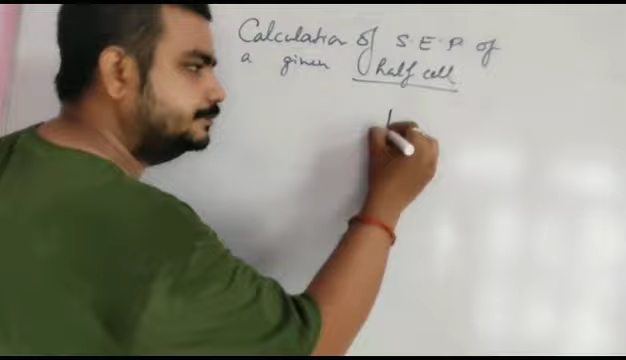 Calculation of S.E.P. of
a given half cell